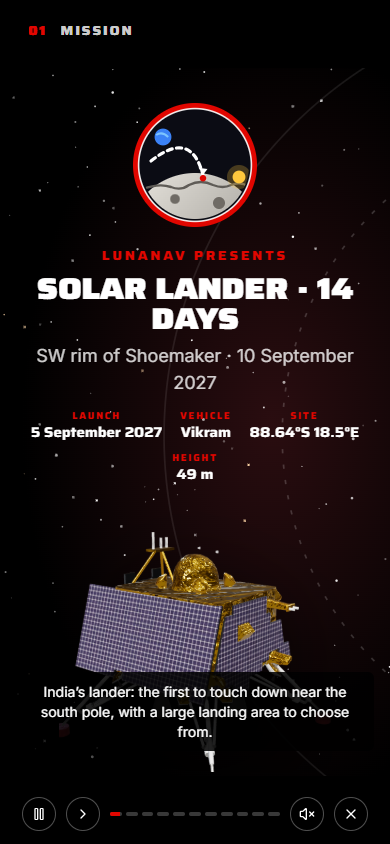 01 MISSION
LUNANAV PRESENTS
SOLAR LANDER · 14
DAYS
SW rim of Shoemaker · 10 September
2027
LAUNCH
5 September 2027
VEHICLE
Vikram
SITE
88.64°S 18.5°E
HEIGHT
49 m
India’s lander: the first to touch down near the
south pole, with a large landing area to choose
from.